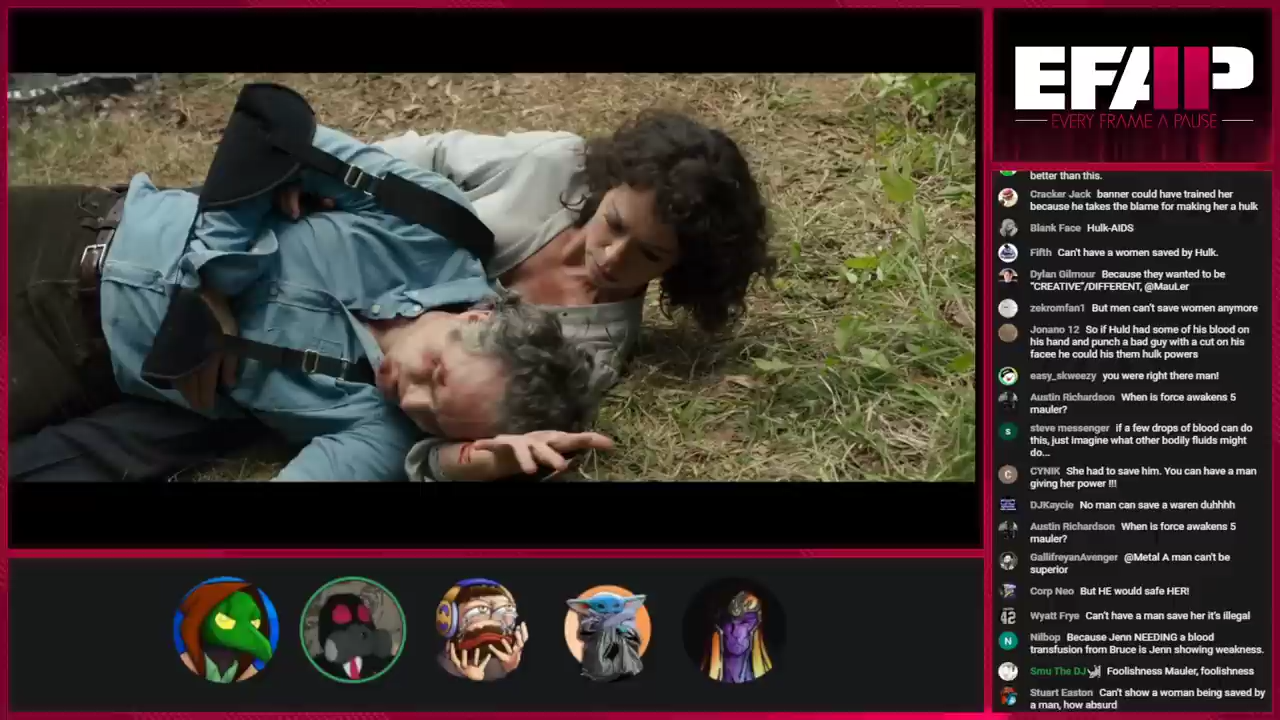 EFAP
EVERY FRAME A PAUSE
better than this.
Cracker Jack banner could have trained her
because he takes the blame for making her a hulk
Blank Face Hulk-AIDS
Fifth Can't have a women saved by Hulk.
Dylan Gilmour Because they wanted to be
"CREATIVE"/DIFFERENT, @MauLer
zekromfan1 But men can't save women anymore
Jonano 12 So if Huld had some of his blood on
his hand and punch a bad guy with a cut on his
facee he could his them hulk powers
easy_skweezy you were right there man!
Austin Richardson When is force awakens 5
mauler?
S steve messenger if a few drops of blood can do
this, just imagine what other bodily fluids might
do...
C CYNIK She had to save him. You can have a man
giving her power !!!
DJKaycie No man can save a waren duhhhh
Austin Richardson When is force awakens 5
mauler?
GallifreyanAvenger @Metal A man can't be
superior
Corp Neo But HE would safe HER!
42 Wyatt Frye Can't have a man save her it's illegal
N Nilbop Because Jenn NEEDING a blood
transfusion from Bruce is Jenn showing weakness.
Smu The DJ Foolishness Mauler, foolishness
Stuart Easton Can't show a woman being saved by
a man, how absurd